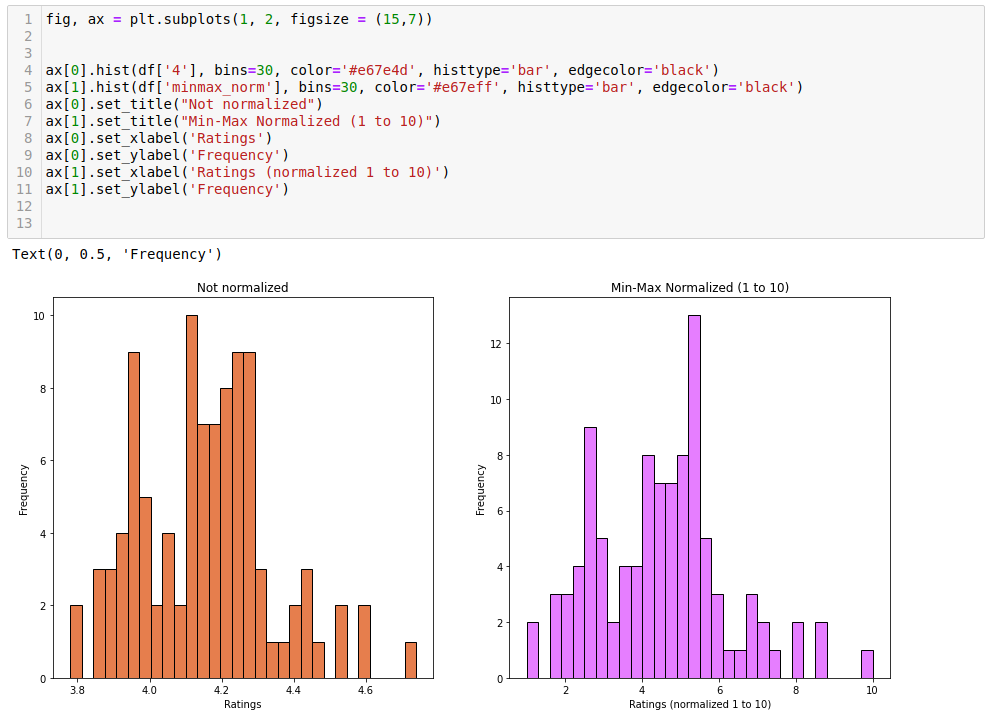 1 fig, ax = plt.subplots(1, 2, figsize = (15,7))
2
3
4 ax[0].hist(df['4'], bins=30, color='#e67e4d', histtype='bar', edgecolor='black')
5 ax[1].hist(df['minmax_norm'], bins=30, color='#e67eff', histtype='bar', edgecolor='black')
6 ax[0].set_title("Not normalized")
7 ax[1].set_title("Min-Max Normalized (1 to 10)")
8 ax[0].set_xlabel('Ratings')
9 ax[0].set_ylabel('Frequency')
10 ax[1].set_xlabel('Ratings (normalized 1 to 10)')
11 ax[1].set_ylabel('Frequency')
12
13
Text(0, 0.5, 'Frequency')
Not normalized
10
8
6
4
2
0
Frequency
3.8 4.0 4.2 4.4 4.6
Ratings
Min-Max Normalized (1 to 10)
12
10
8
6
4
2
0
Frequency
2 4 6 8 10
Ratings (normalized 1 to 10)